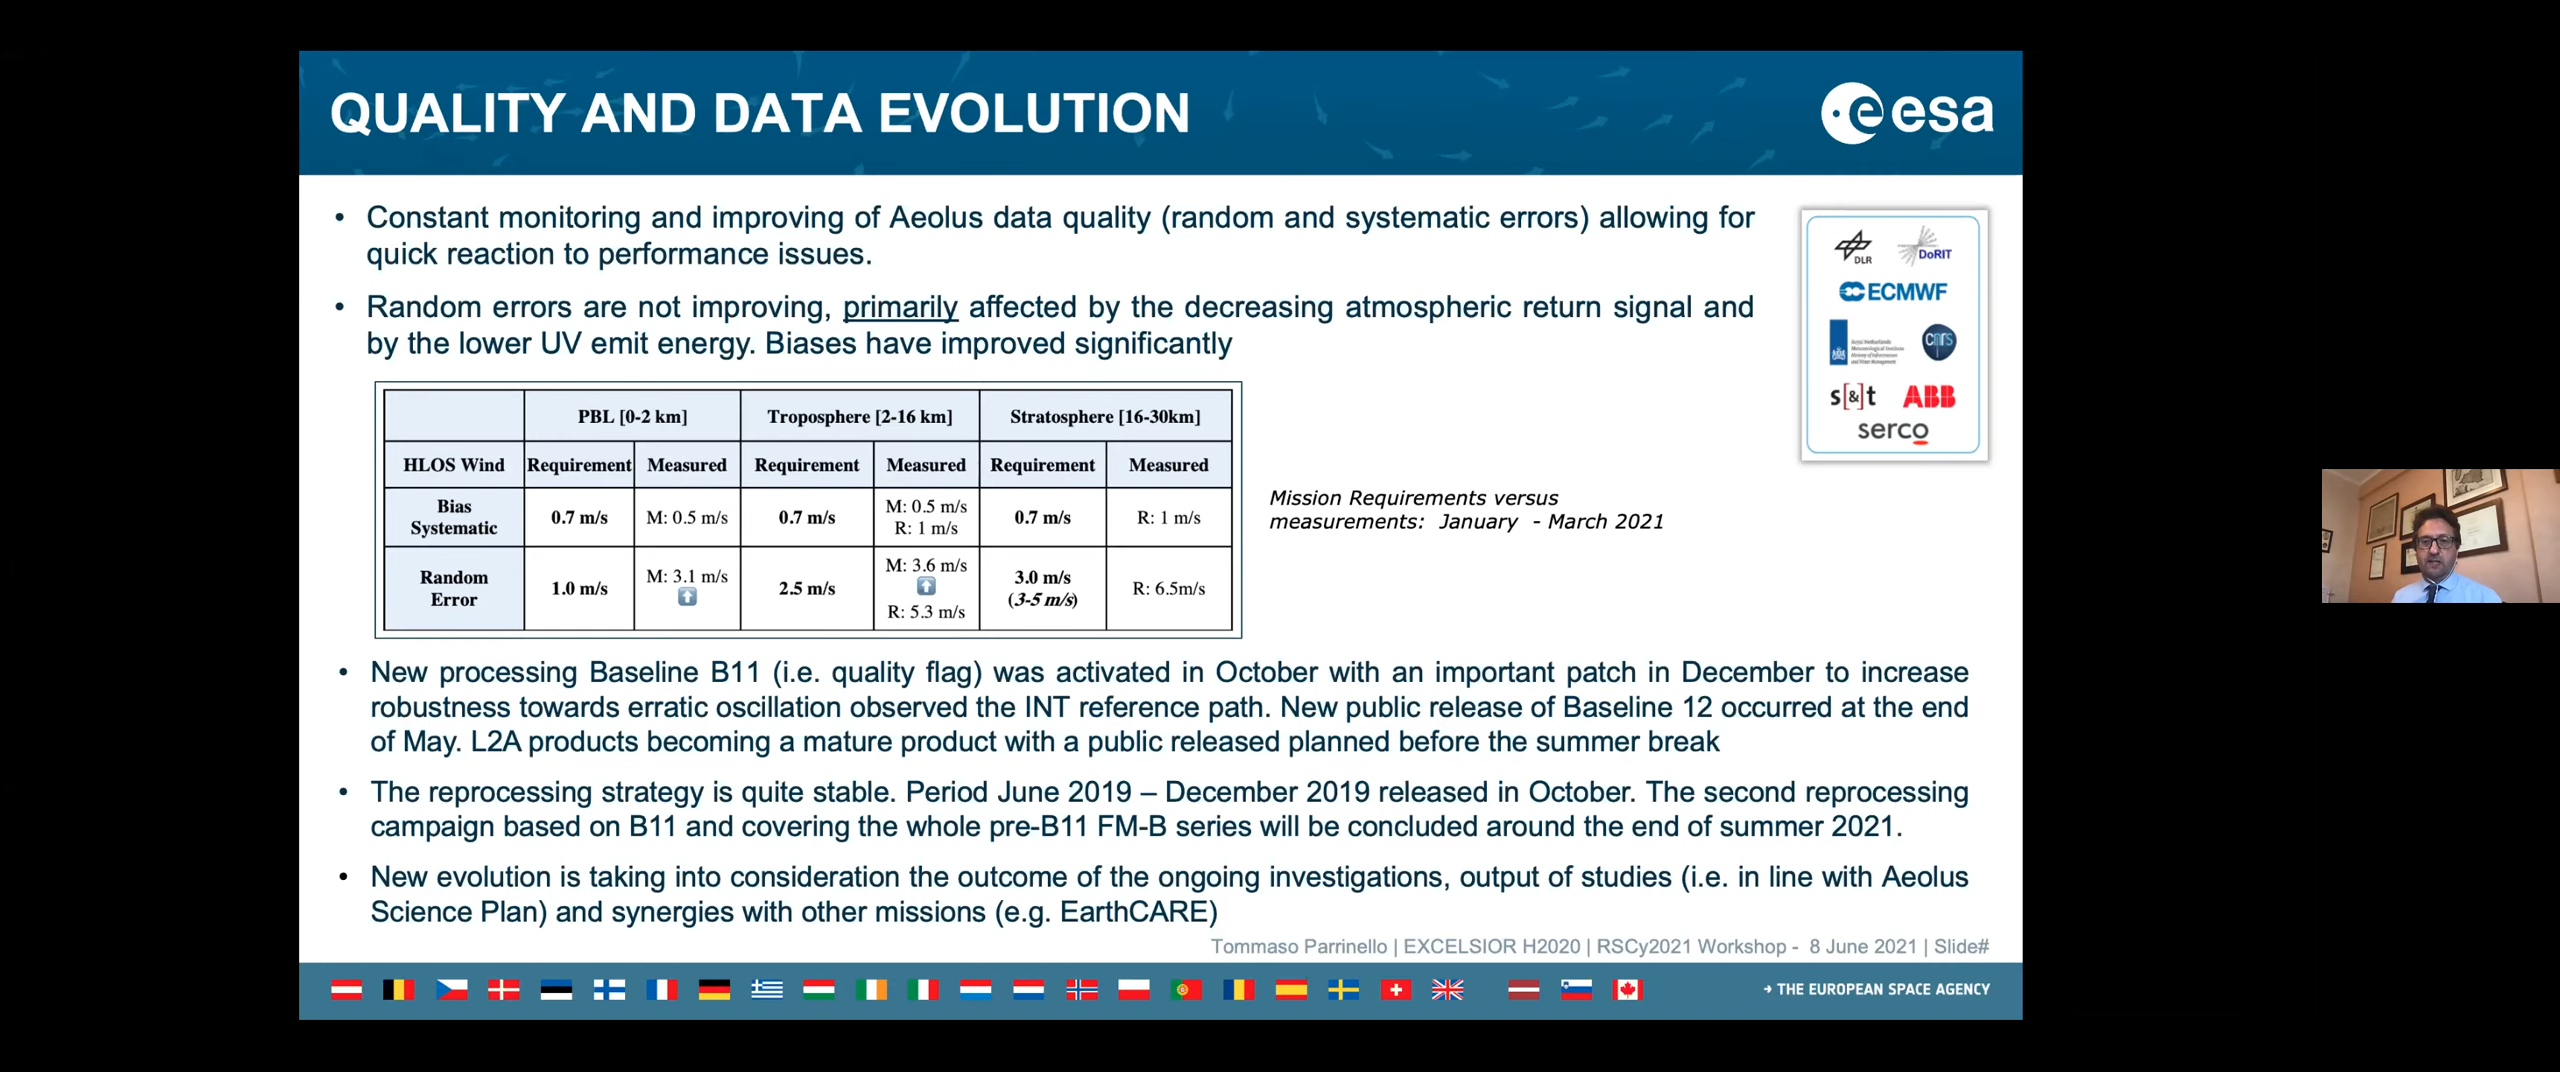 QUALITY AND DATA EVOLUTION
esa
• Constant monitoring and improving of Aeolus data quality (random and systematic errors) allowing for
quick reaction to performance issues.
• Random errors are not improving, primarily affected by the decreasing atmospheric return signal and
by the lower UV emit energy. Biases have improved significantly
DLR DoRIT
ECMWF
cnrs
s[&]t ABB
serco
PBL [0-2 km] Troposphere [2-16 km] Stratosphere [16-30km]
HLOS Wind Requirement Measured Requirement Measured Requirement Measured
Bias Systematic 0.7 m/s M: 0.5 m/s 0.7 m/s M: 0.5 m/s R: 1 m/s 0.7 m/s R: 1 m/s
Random Error 1.0 m/s M: 3.1 m/s 2.5 m/s M: 3.6 m/s R: 5.3 m/s 3.0 m/s (3-5 m/s) R: 6.5m/s
Mission Requirements versus
measurements: January - March 2021
• New processing Baseline B11 (i.e. quality flag) was activated in October with an important patch in December to increase
robustness towards erratic oscillation observed the INT reference path. New public release of Baseline 12 occurred at the end
of May. L2A products becoming a mature product with a public released planned before the summer break
• The reprocessing strategy is quite stable. Period June 2019 – December 2019 released in October. The second reprocessing
campaign based on B11 and covering the whole pre-B11 FM-B series will be concluded around the end of summer 2021.
• New evolution is taking into consideration the outcome of the ongoing investigations, output of studies (i.e. in line with Aeolus
Science Plan) and synergies with other missions (e.g. EarthCARE)
Tommaso Parrinello | EXCELSIOR H2020 | RSCy2021 Workshop - 8 June 2021 | Slide#
→ THE EUROPEAN SPACE AGENCY